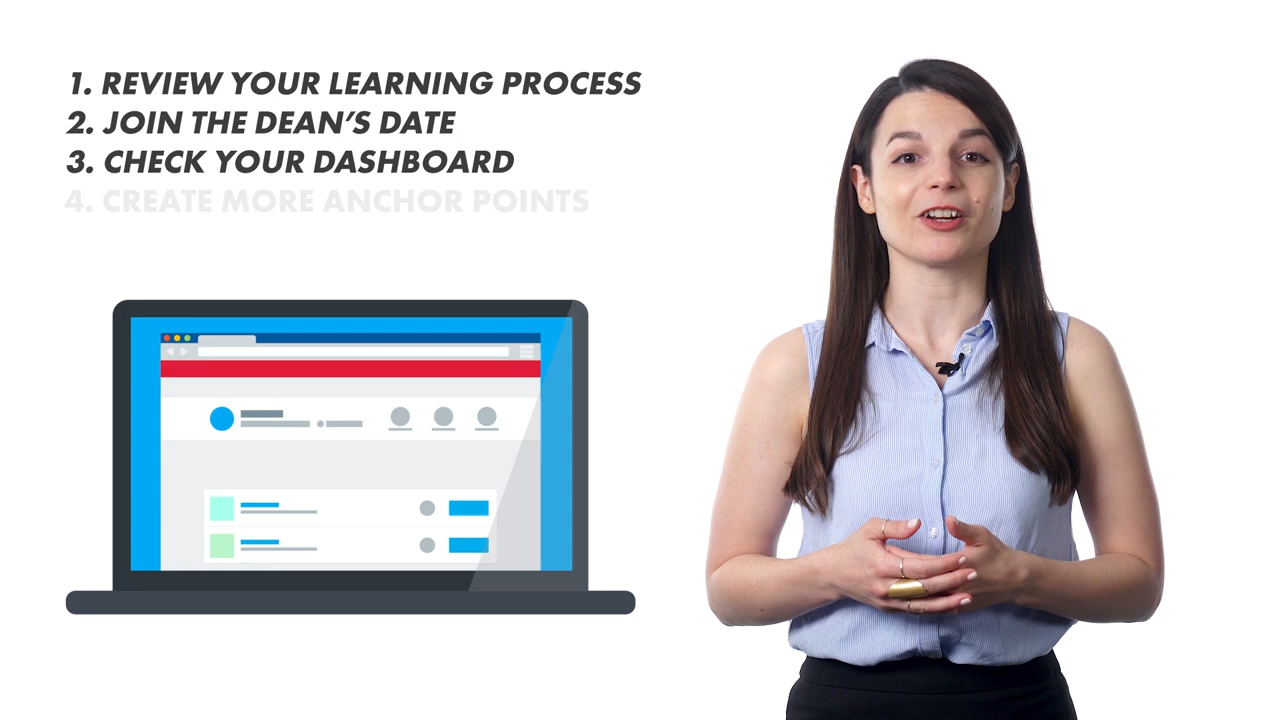 1. REVIEW YOUR LEARNING PROCESS
2. JOIN THE DEAN'S DATE
3. CHECK YOUR DASHBOARD
4. CREATE MORE ANCHOR POINTS